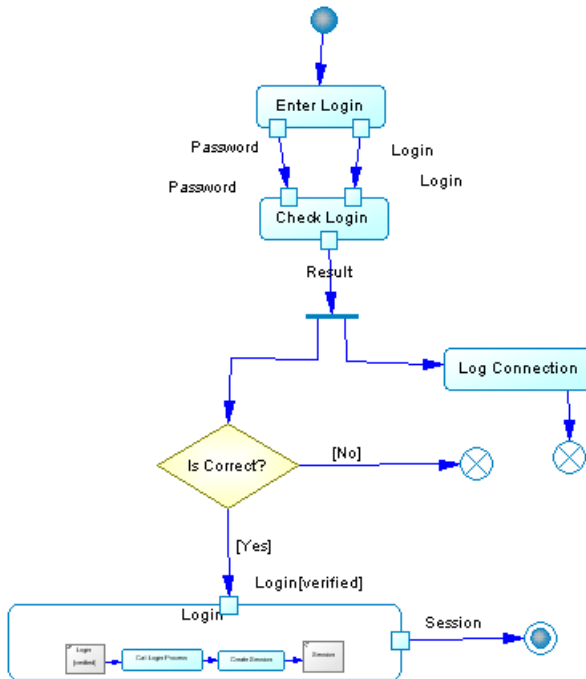 Enter Login
Password
Login
Password
Login
Check Login
Result
Log Connection
Is Correct?
[No]
[Yes]
Login[verified]
Login
Session
Login
[verified]
Call Login Process
Create Session
Session